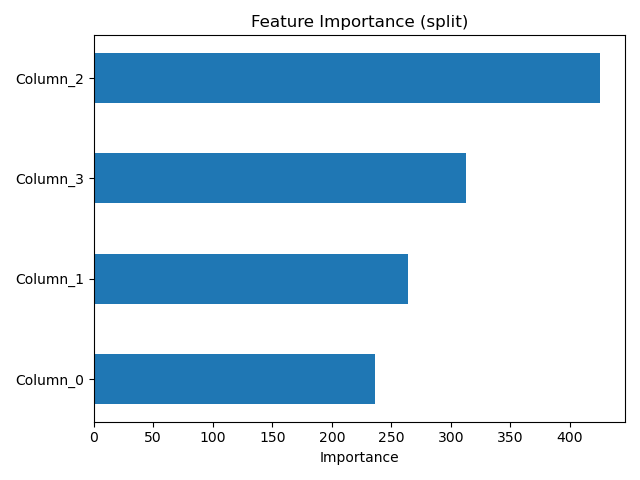 Feature Importance (split)
Column_2
Column_3
Column_1
Column_0
0 50 100 150 200 250 300 350 400
Importance